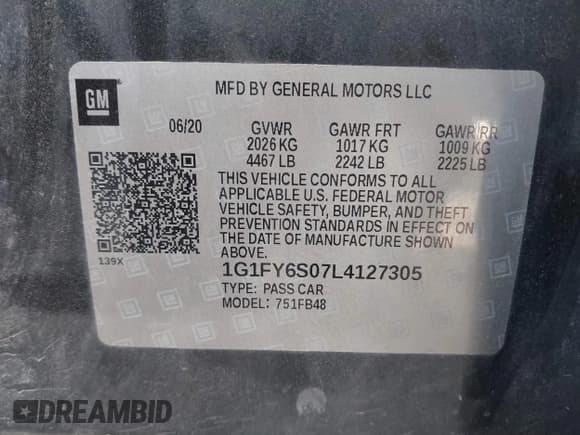 GM
MFD BY GENERAL MOTORS LLC
06/20 GVWR GAWR FRT GAWR RR
2026 KG 1017 KG 1009 KG
4467 LB 2242 LB 2225 LB
THIS VEHICLE CONFORMS TO ALL
APPLICABLE U.S. FEDERAL MOTOR
VEHICLE SAFETY, BUMPER, AND THEFT
PREVENTION STANDARDS IN EFFECT ON
THE DATE OF MANUFACTURE SHOWN
ABOVE.
139X
1G1FY6S07L4127305
TYPE: PASS CAR
MODEL: 751FB48
DREAMBID